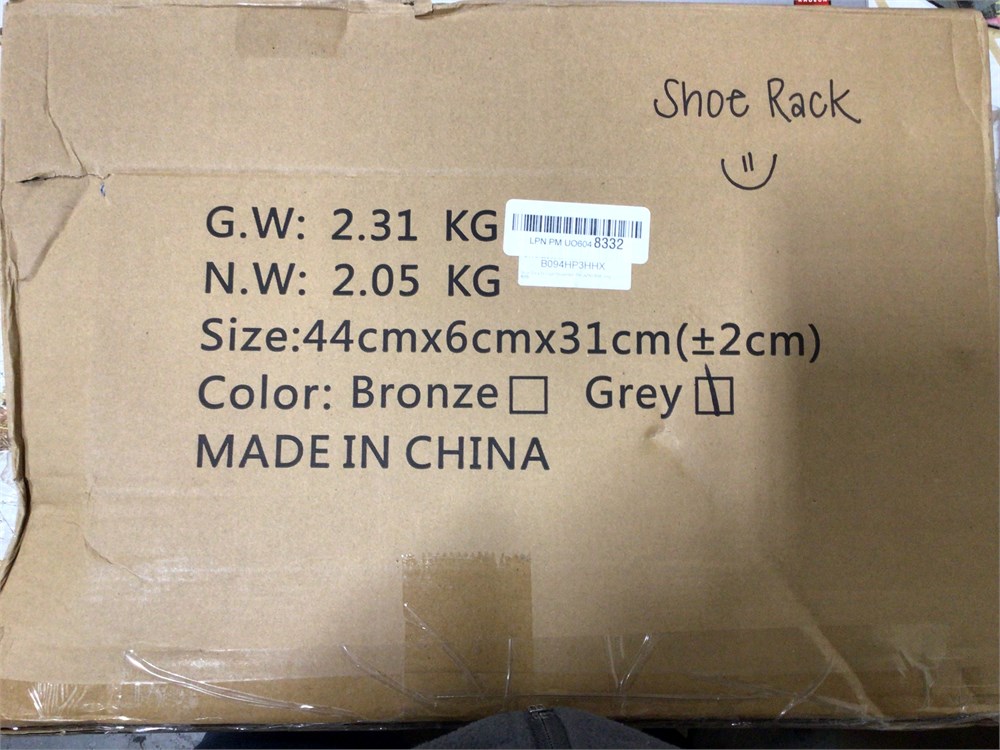 Shoe Rack
G.W: 2.31 KG
LPN PM UO604 8332
B094HP3HHX
N.W: 2.05 KG
Size:44cmx6cmx31cm(±2cm)
Color: Bronze Grey
MADE IN CHINA